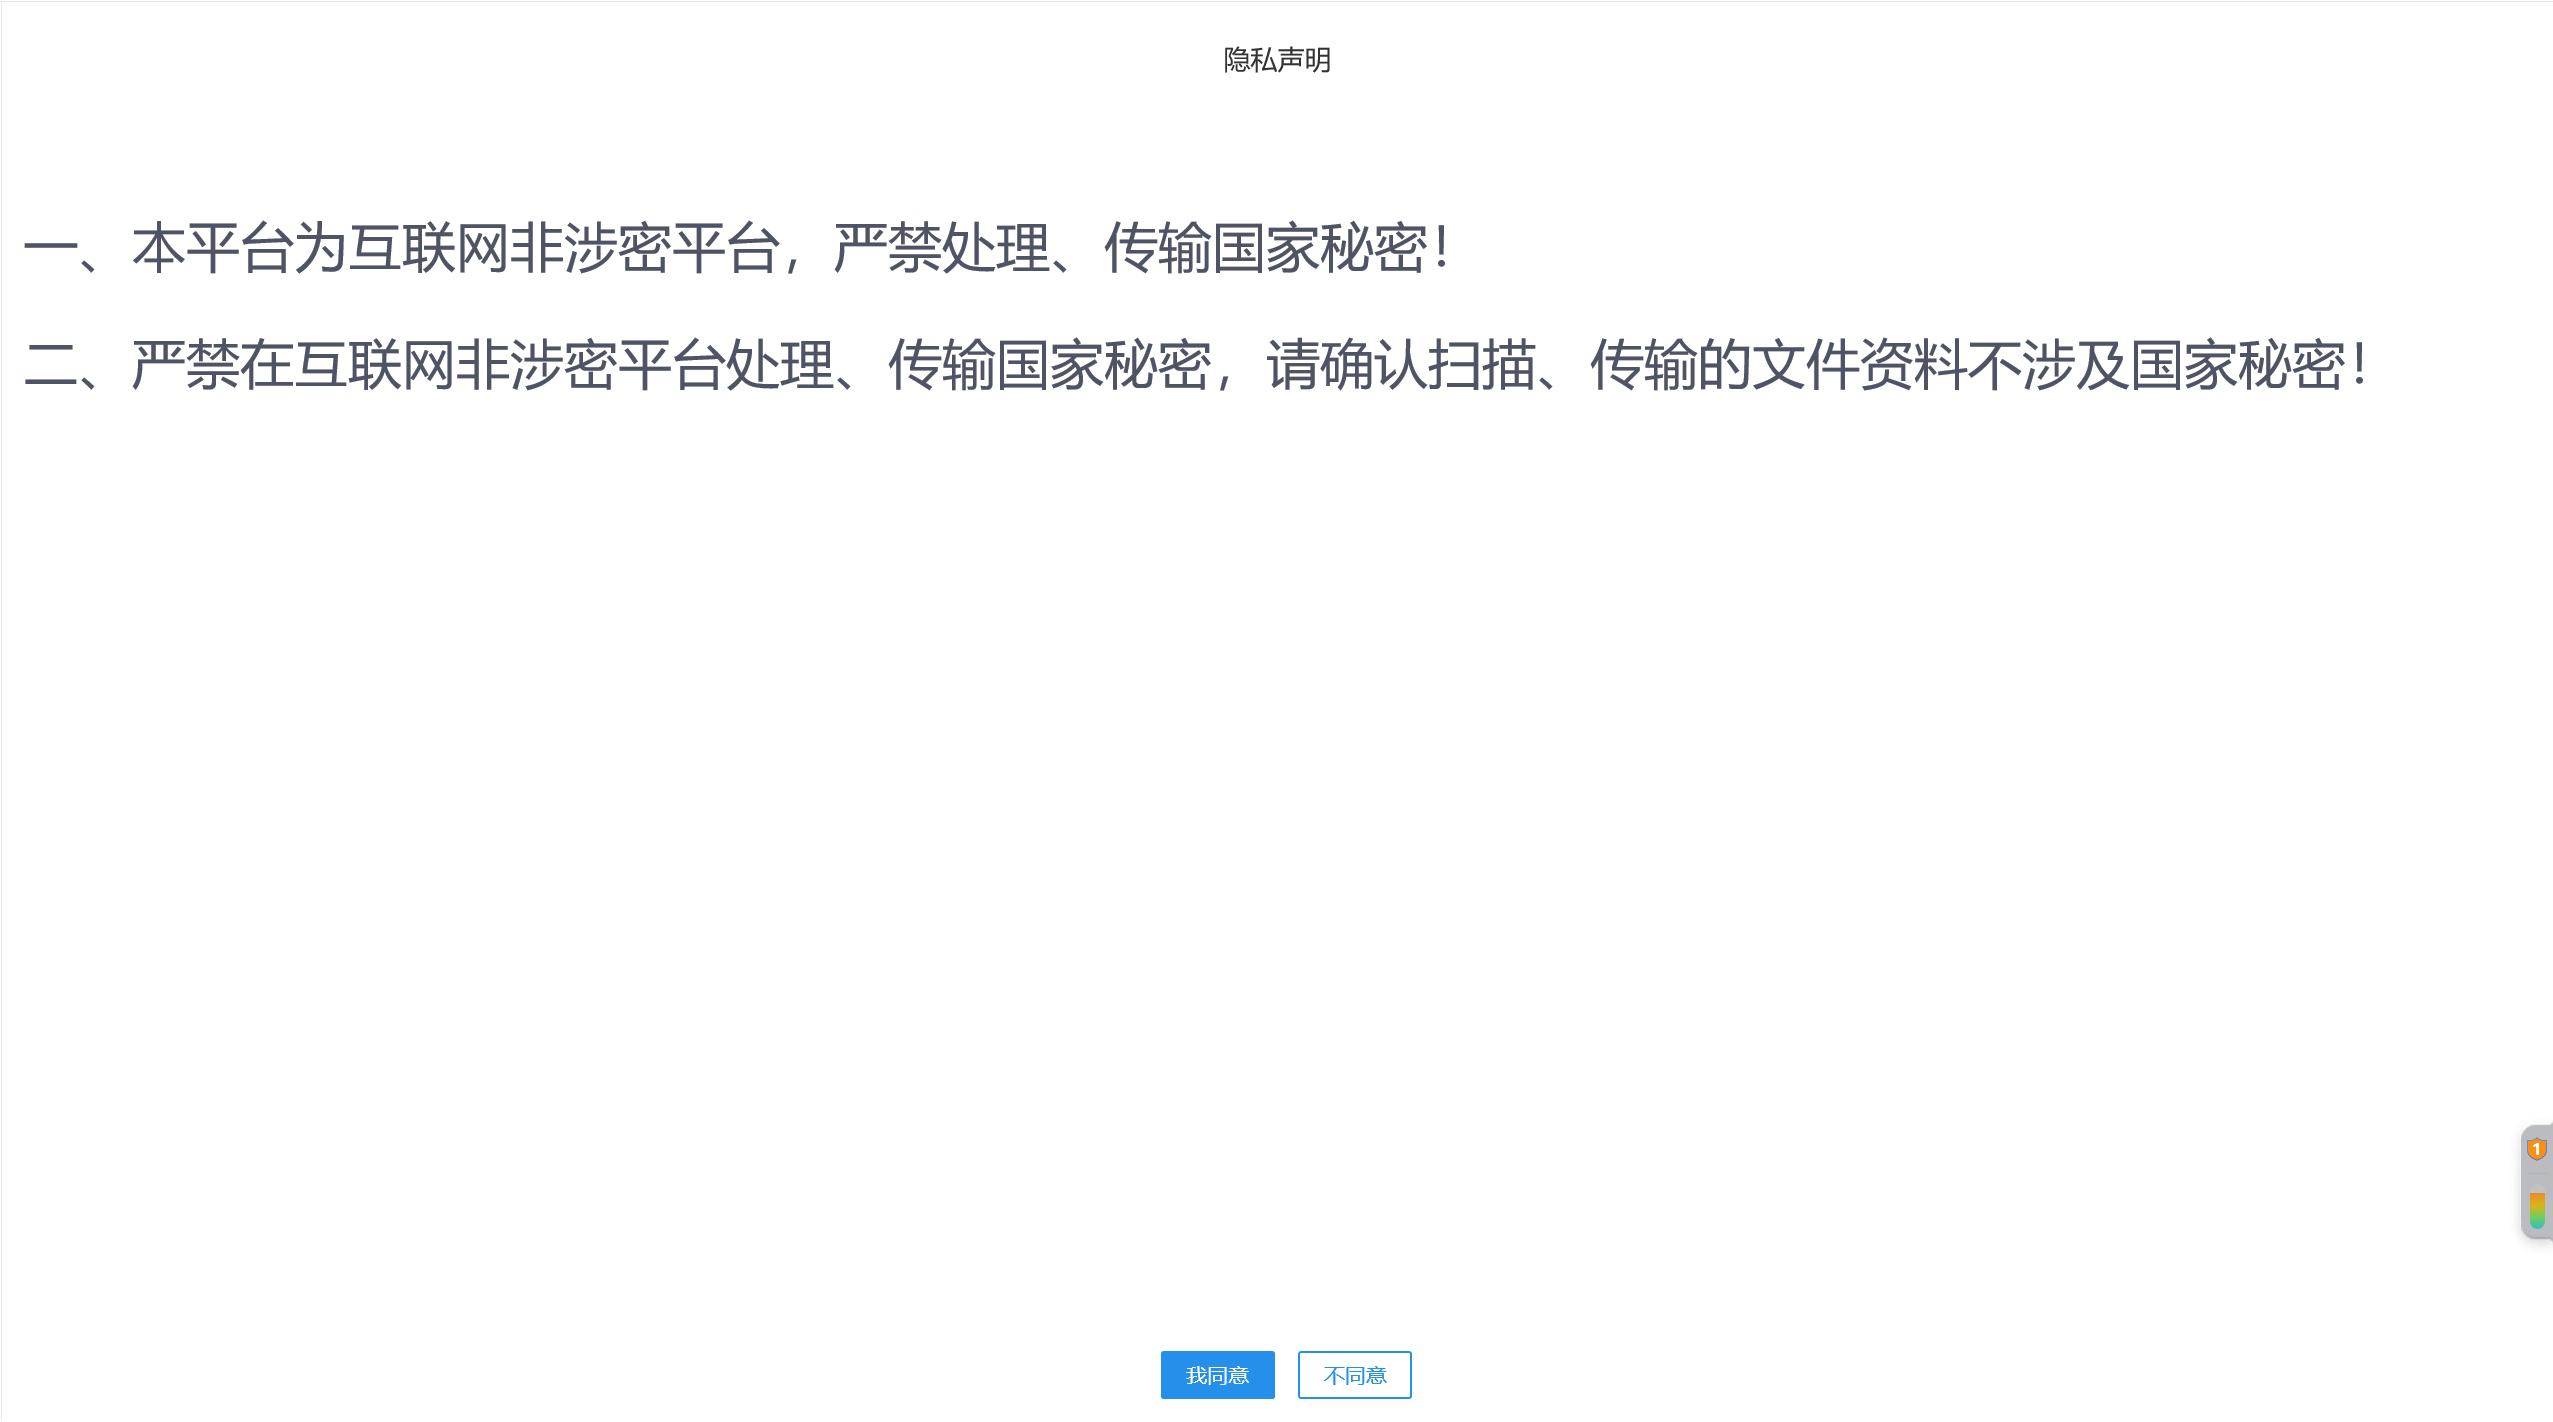 隐私声明
一、本平台为互联网非涉密平台，严禁处理、传输国家秘密！
二、严禁在互联网非涉密平台处理、传输国家秘密，请确认扫描、传输的文件资料不涉及国家秘密！
1
我同意 不同意